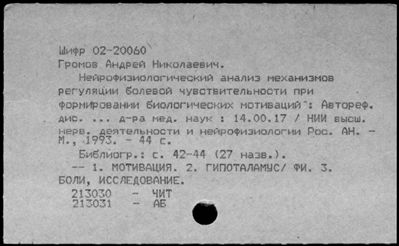 Шифр 02-20060
Громов Андрей Николаевич.
Нейрофизиологический анализ механизмов
регуляции болевой чувствительности при
формировании биологических мотиваций : Автореф.
дис. ... д-ра мед. наук : 14.00.17 / НИИ высш.
нерв. деятельности и нейрофизиологии Рос. АН. -
М., 1993. - 44 с.
Библиогр.: с. 42-44 (27 назв.).
-- 1. МОТИВАЦИЯ. 2. ГИПОТАЛАМУС/ ФИ. 3.
БОЛИ, ИССЛЕДОВАНИЕ.
213030 - ЧИТ
213031 - АБ